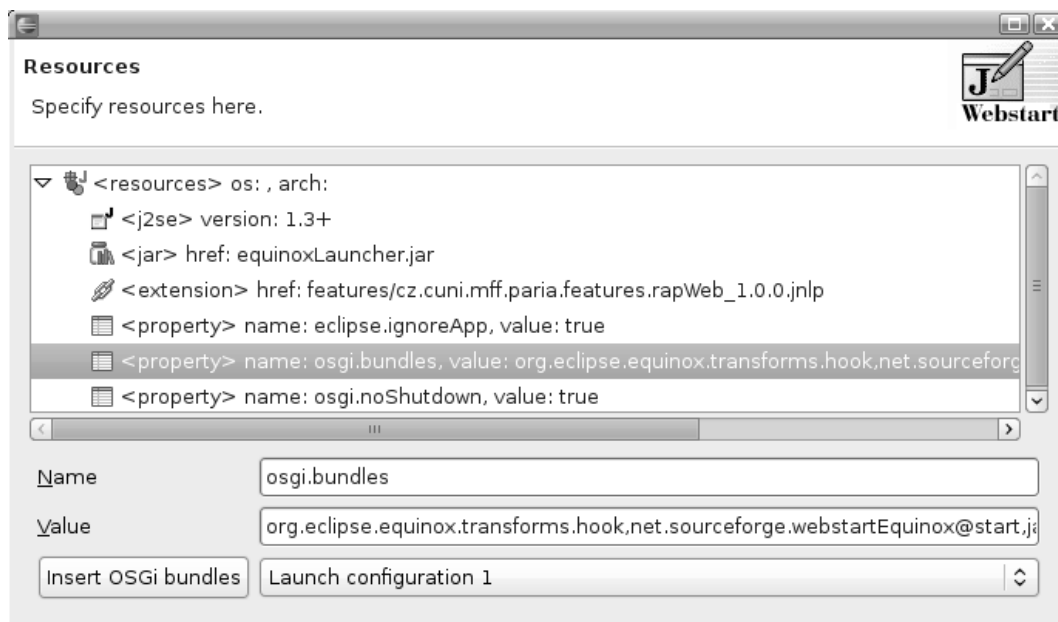 Resources
Specify resources here.
J
Webstart
<resources> os: , arch:
<j2se> version: 1.3+
<jar> href: equinoxLauncher.jar
<extension> href: features/cz.cuni.mff.paria.features.rapWeb_1.0.0.jnlp
<property> name: eclipse.ignoreApp, value: true
<property> name: osgi.bundles, value: org.eclipse.equinox.transforms.hook,net.sourceforg
<property> name: osgi.noShutdown, value: true
Name osgi.bundles
Value org.eclipse.equinox.transforms.hook,net.sourceforge.webstartEquinox@start,ja
Insert OSGi bundles Launch configuration 1